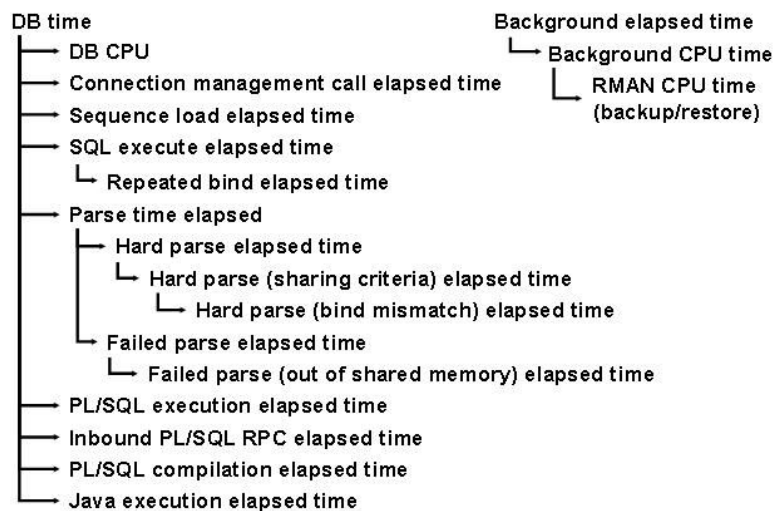 DB time
DB CPU
Connection management call elapsed time
Sequence load elapsed time
SQL execute elapsed time
Repeated bind elapsed time
Parse time elapsed
Hard parse elapsed time
Hard parse (sharing criteria) elapsed time
Hard parse (bind mismatch) elapsed time
Failed parse elapsed time
Failed parse (out of shared memory) elapsed time
PL/SQL execution elapsed time
Inbound PL/SQL RPC elapsed time
PL/SQL compilation elapsed time
Java execution elapsed time
Background elapsed time
Background CPU time
RMAN CPU time
(backup/restore)